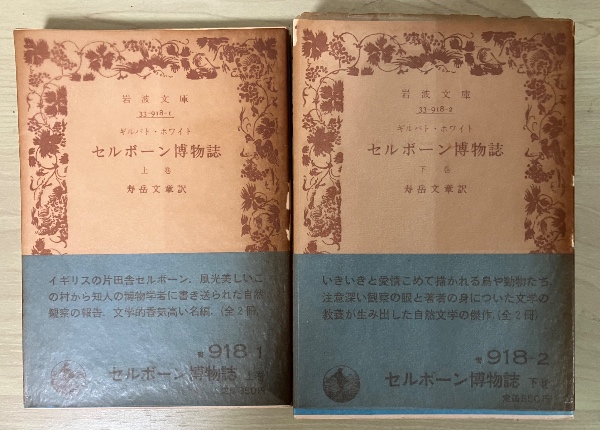 岩波文庫
33-918-1
ギルバト・ホワイト
セルボーン博物誌
上巻
寿岳文章訳
イギリスの片田舎セルボーン、風光美しいこ
の村から知人の博物学者に書き送られた自然
観察の報告。文学的香気高い名編。(全2冊)
青 918-1
セルボーン博物誌 上巻
岩波文庫
33-918-2
ギルバト・ホワイト
セルボーン博物誌
下巻
寿岳文章訳
いきいきと愛情こめて描かれる鳥や動物たち。
注意深い観察の眼と著者の身についた文学の
教養が生み出した自然文学の傑作。(全2冊)
青 918-2
セルボーン博物誌 下巻